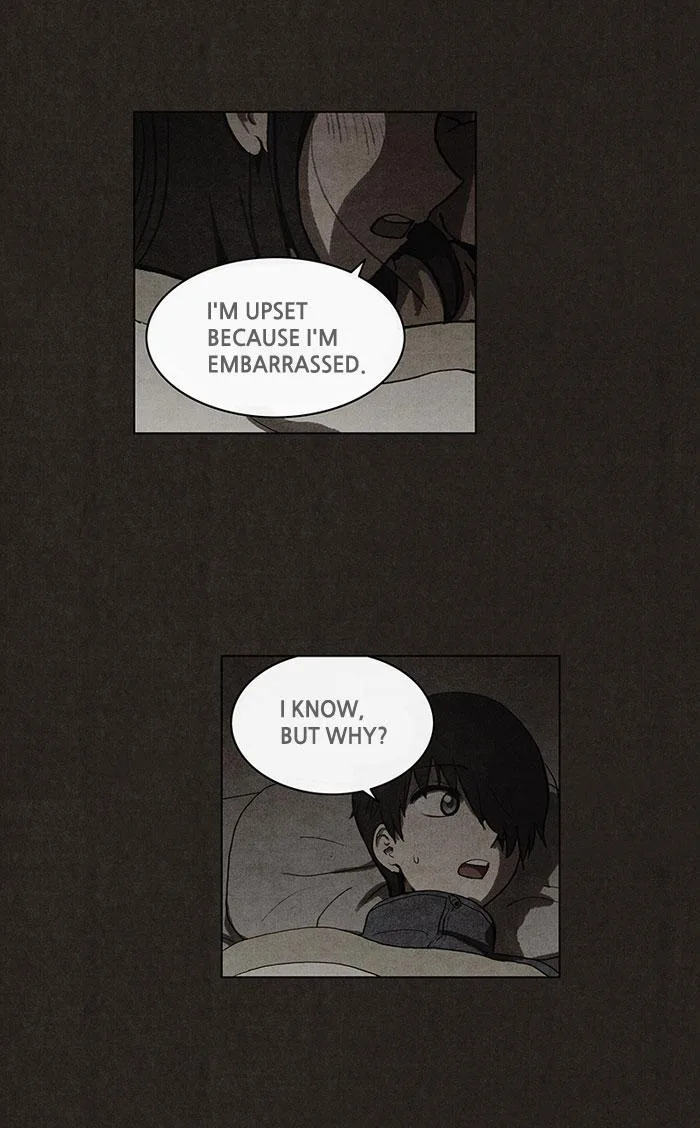 I'M UPSET
BECAUSE I'M
EMBARRASSED.
I KNOW,
BUT WHY?